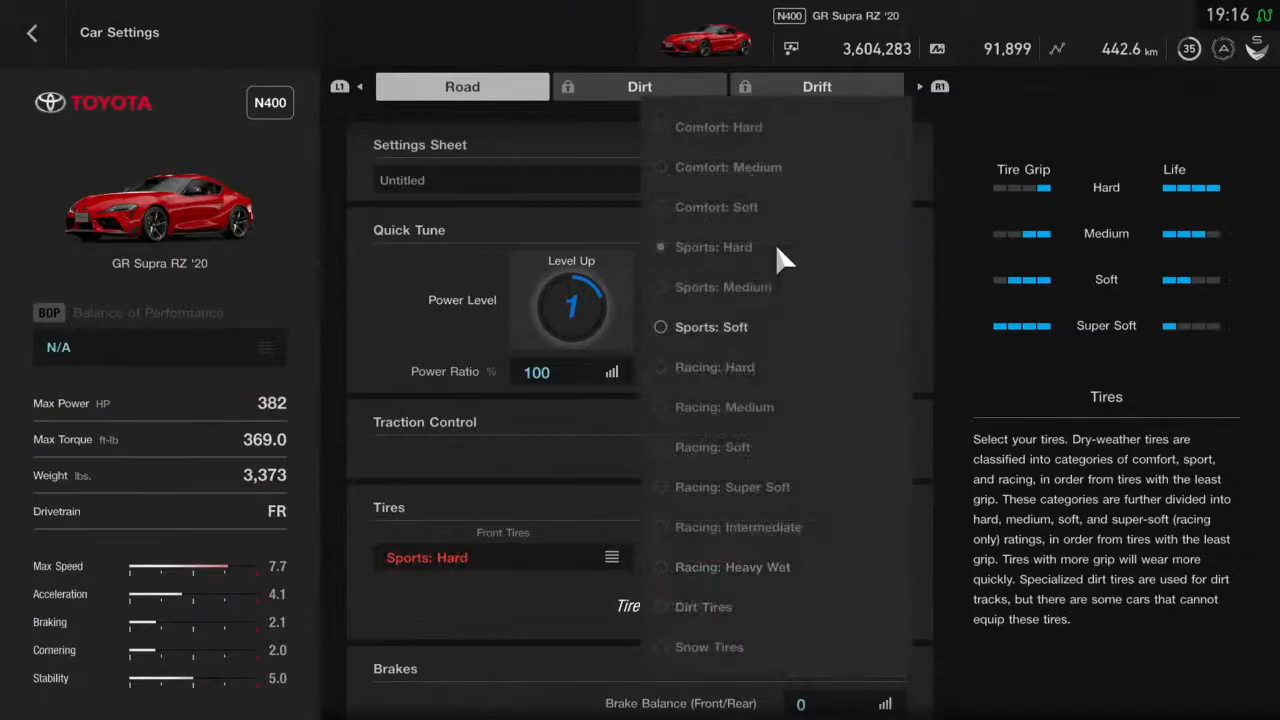 Car Settings
N400 GR Supra RZ '20
19:16
3,604,283 91,899 442.6 km 35 A S
TOYOTA
N400
GR Supra RZ '20
BOP Balance of Performance
N/A
Max Power HP 382
Max Torque ft-lb 369.0
Weight lbs. 3,373
Drivetrain FR
Max Speed 7.7
Acceleration 4.1
Braking 2.1
Cornering 2.0
Stability 5.0
L1 Road Dirt Drift R1
Settings Sheet
Untitled
Quick Tune
Level Up
Power Level 1
Power Ratio % 100
Traction Control
Tires
Front Tires
Sports: Hard
Tire
Brakes
Brake Balance (Front/Rear) 0
Comfort: Hard
Comfort: Medium
Comfort: Soft
Sports: Hard
Sports: Medium
Sports: Soft
Racing: Hard
Racing: Medium
Racing: Soft
Racing: Super Soft
Racing: Intermediate
Racing: Heavy Wet
Dirt Tires
Snow Tires
Tire Grip Life
Hard
Medium
Soft
Super Soft
Tires
Select your tires. Dry-weather tires are
classified into categories of comfort, sport,
and racing, in order from tires with the least
grip. These categories are further divided into
hard, medium, soft, and super-soft (racing
only) ratings, in order from tires with the least
grip. Tires with more grip will wear more
quickly. Specialized dirt tires are used for dirt
tracks, but there are some cars that cannot
equip these tires.